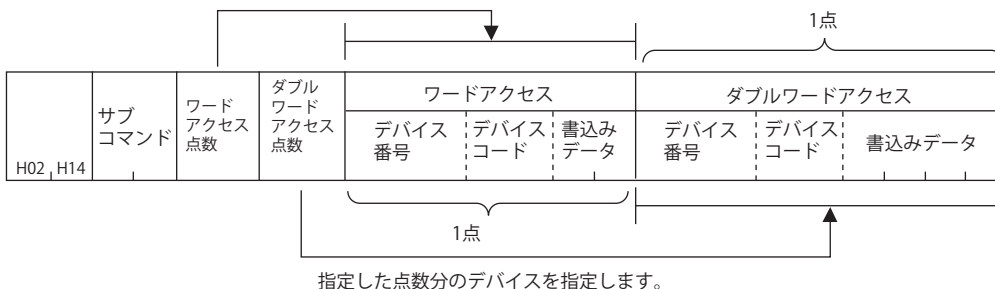 1点
ワードアクセス
ダブルワードアクセス
H02 H14
サブ
コマンド
ワード
アクセス
点数
ダブル
ワード
アクセス
点数
デバイス
番号
デバイス
コード
書込み
データ
デバイス
番号
デバイス
コード
書込みデータ
1点
指定した点数分のデバイスを指定します。